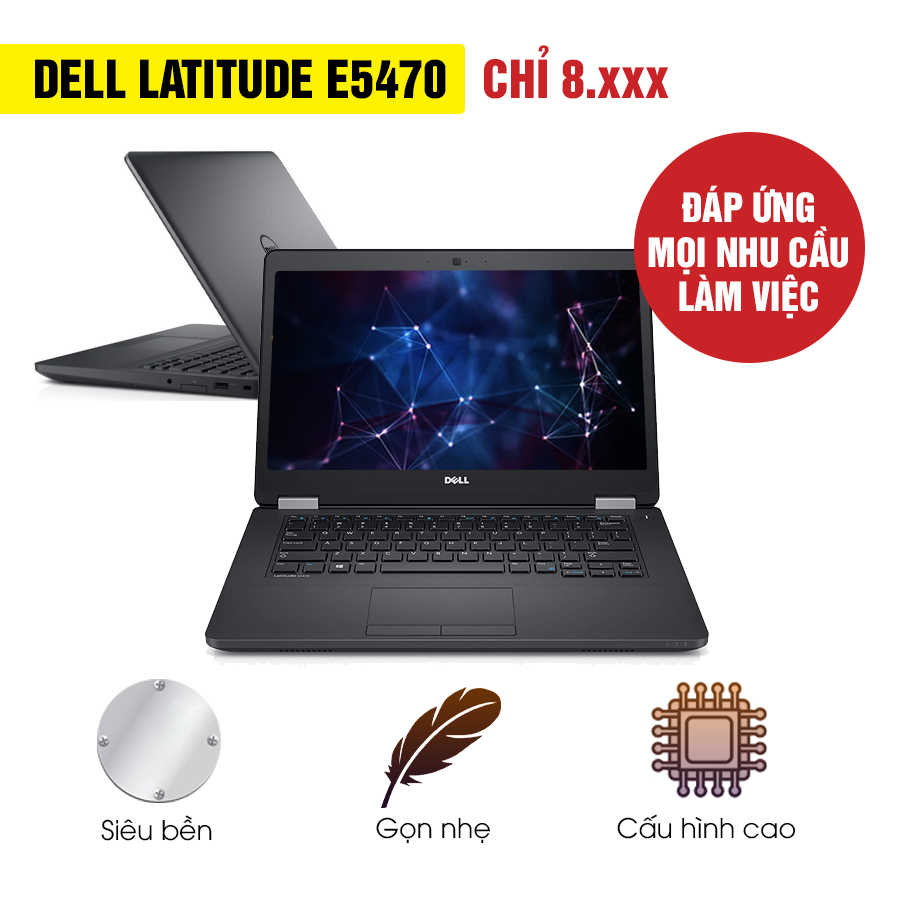 DELL LATITUDE E5470 CHỈ 8.xxx
ĐÁP ỨNG
MỌI NHU CẦU
LÀM VIỆC
DELL
Latitude
Siêu bền
Gọn nhẹ
Cấu hình cao